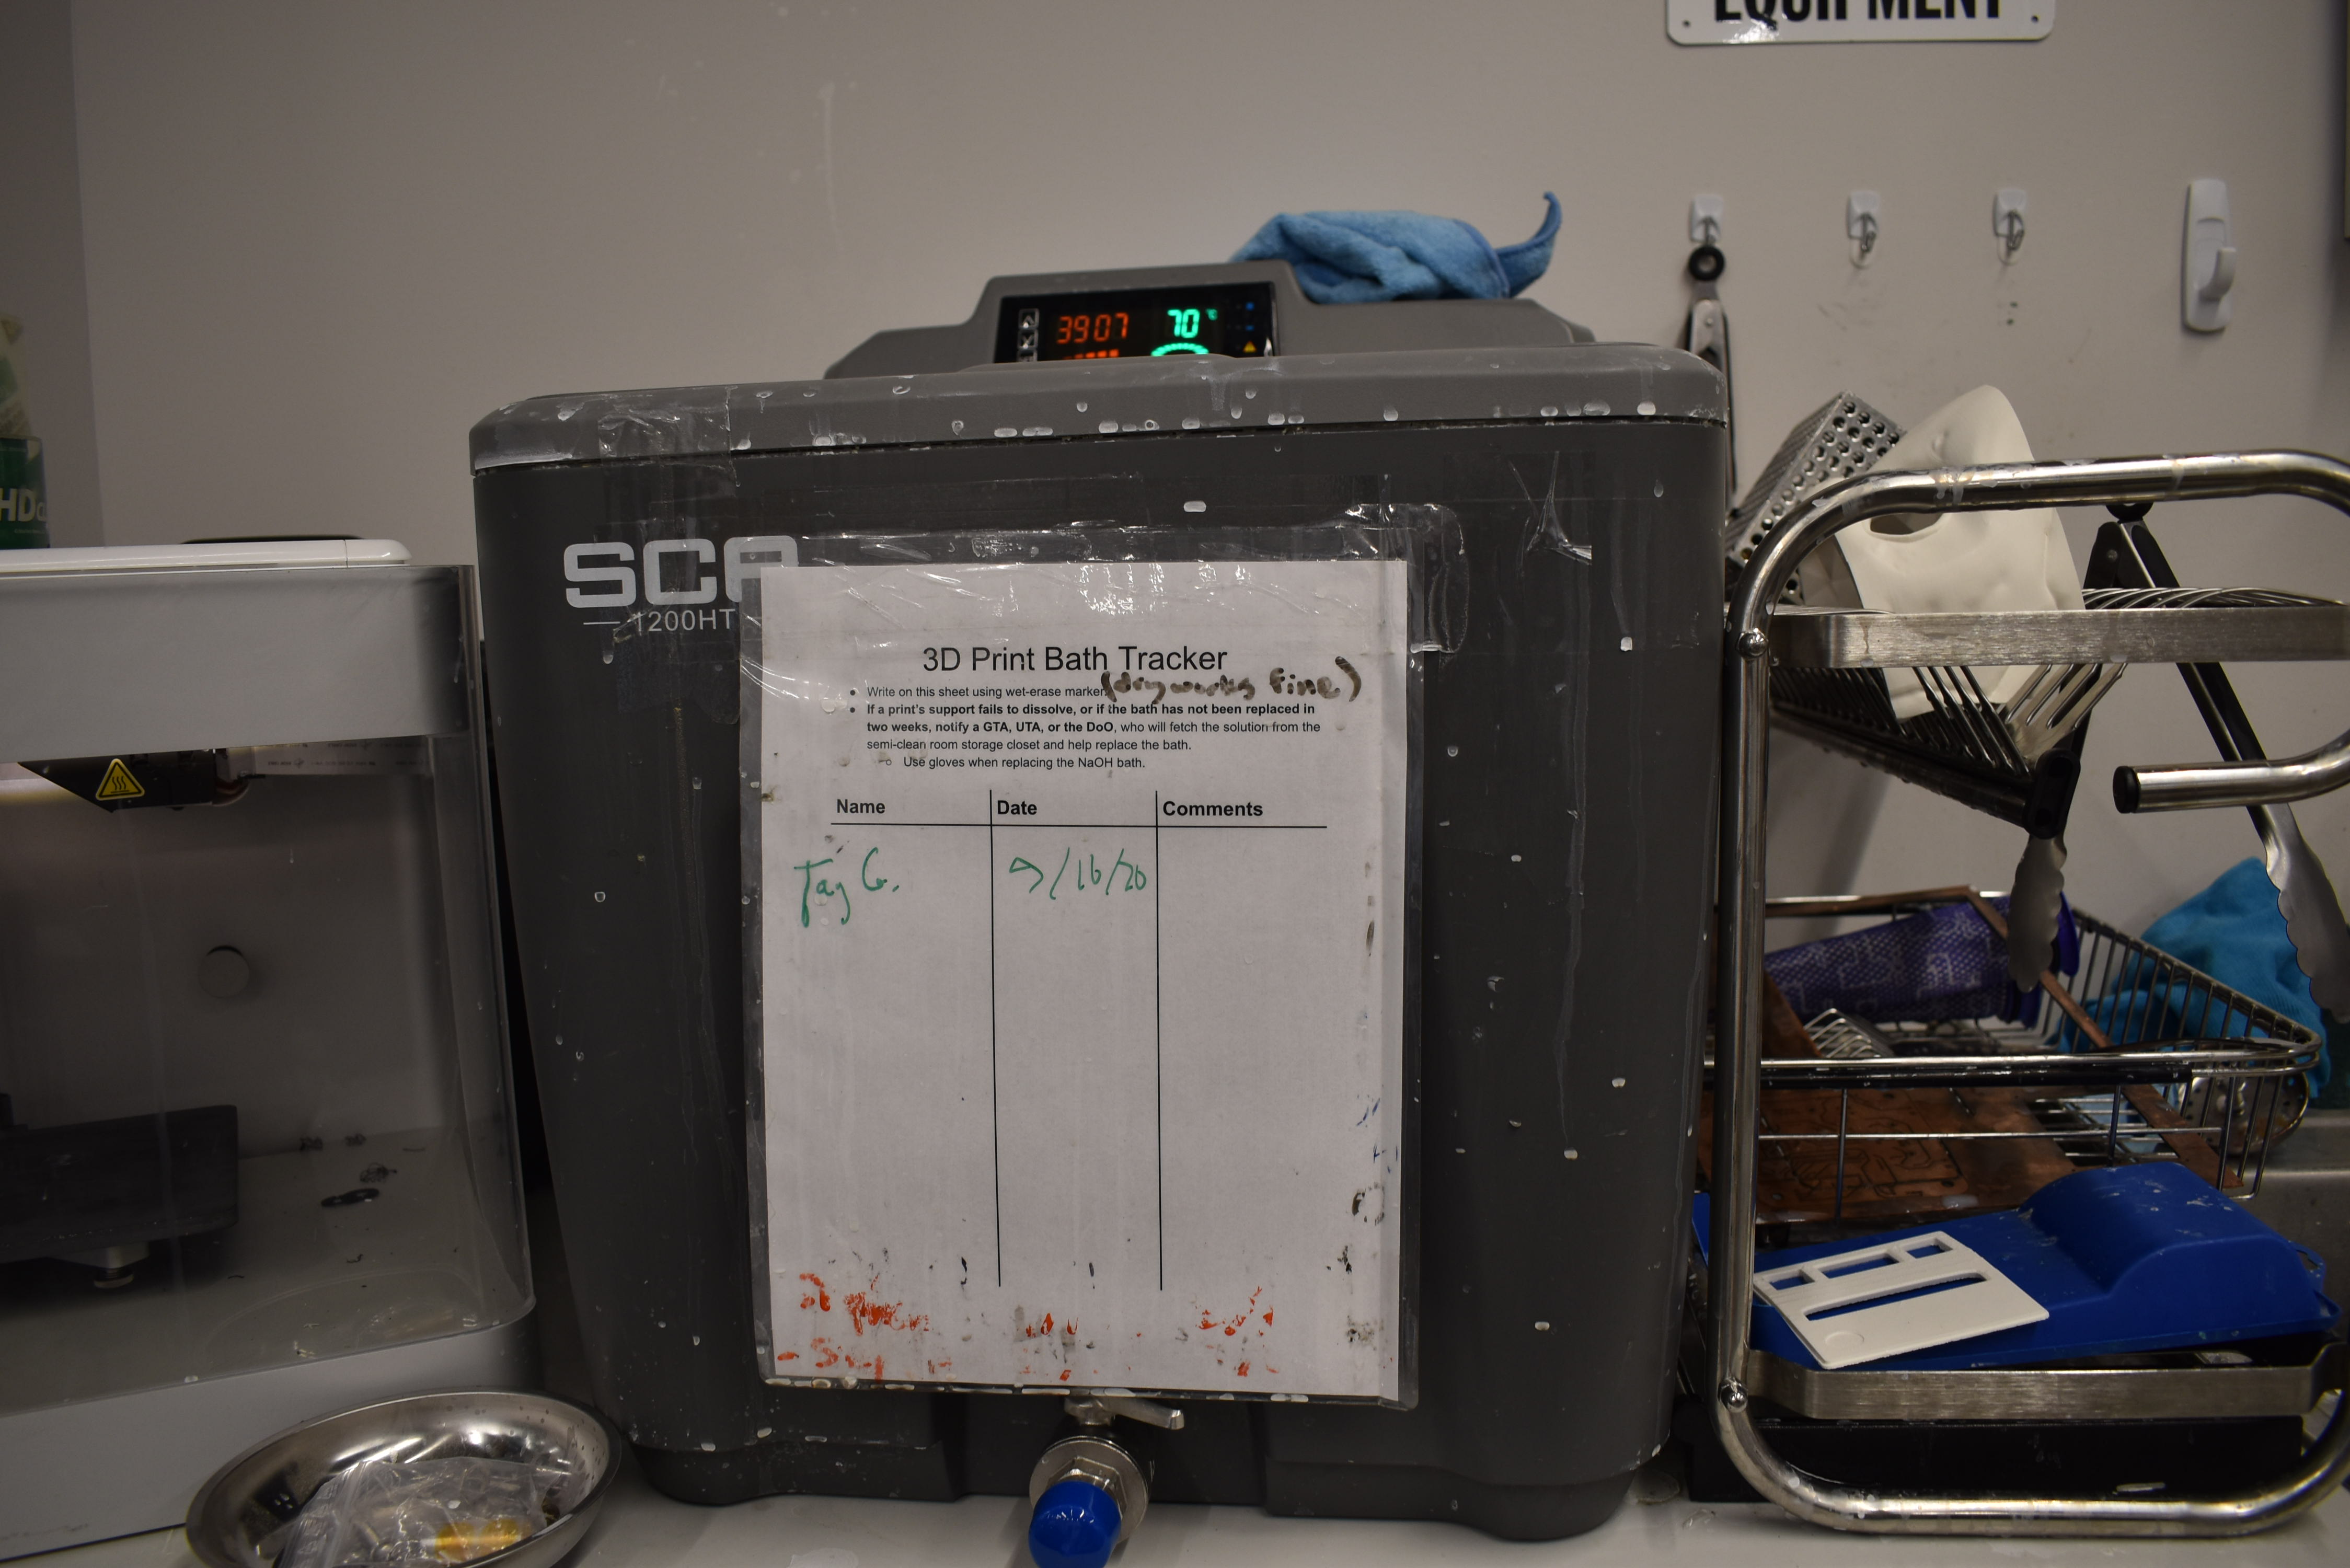 EQUIPMENT
3907 70 °C
HD
SCA
1200HT
3D Print Bath Tracker
Write on this sheet using wet-erase marker. (dry works fine)
If a print's support fails to dissolve, or if the bath has not been replaced in
two weeks, notify a GTA, UTA, or the DoO, who will fetch the solution from the
semi-clean room storage closet and help replace the bath.
Use gloves when replacing the NaOH bath.
Name Date Comments
Tag G. /16/20